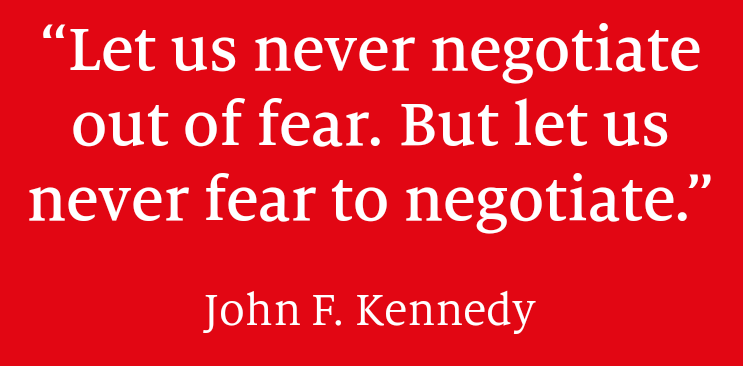 “Let us never negotiate
out of fear. But let us
never fear to negotiate.”
John F. Kennedy